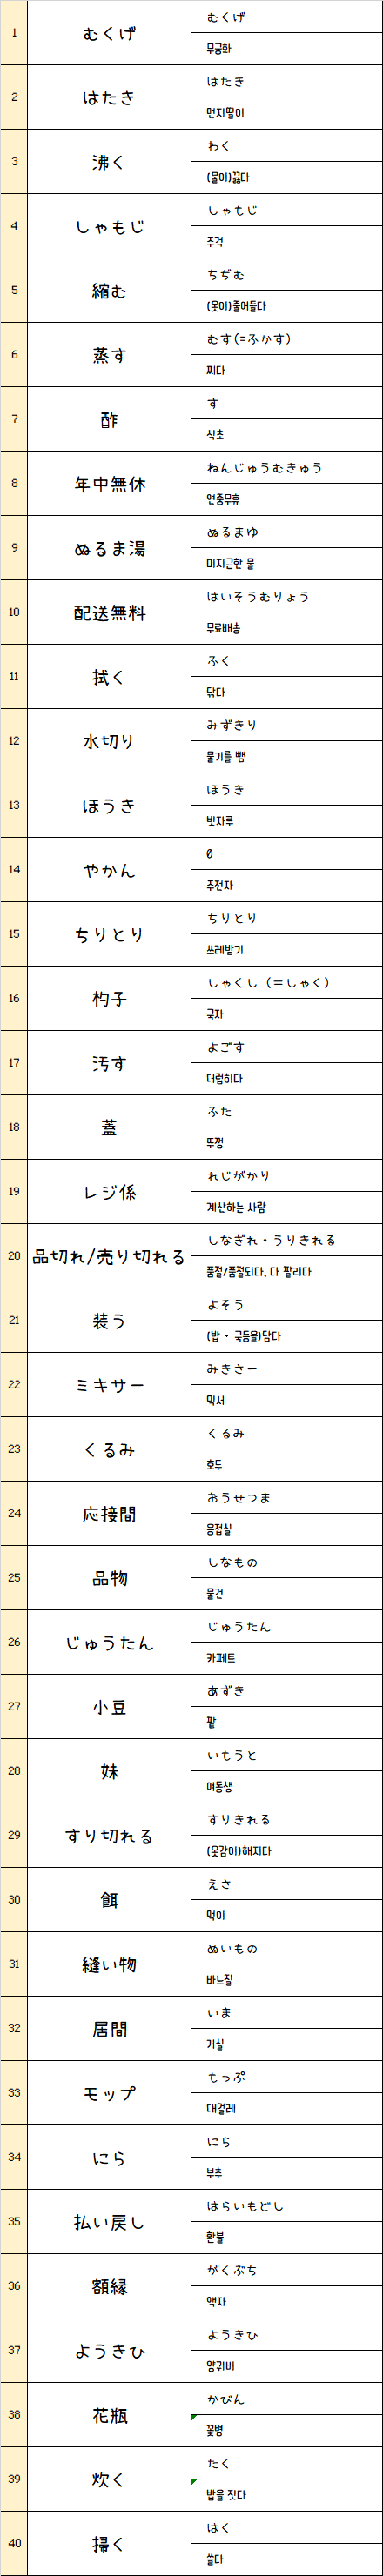 1
むくげ
むくげ
무궁화
2
はたき
はたき
먼지떨이
3
沸く
わく
(물이)끓다
4
しゃもじ
しゃもじ
주걱
5
縮む
ちぢむ
(옷이)줄어들다
6
蒸す
むす(=ふかす)
찌다
7
酢
す
식초
8
年中無休
ねんじゅうむきゅう
연중무휴
9
ぬるま湯
ぬるまゆ
미지근한 물
10
配送無料
はいそうむりょう
무료배송
11
拭く
ふく
닦다
12
水切り
みずきり
물기를 뺌
13
ほうき
ほうき
빗자루
14
やかん
0
주전자
15
ちりとり
ちりとり
쓰레받기
16
杓子
しゃくし（＝しゃく）
국자
17
汚す
よごす
더럽히다
18
蓋
ふた
뚜껑
19
レジ係
れじがかり
계산하는 사람
20
品切れ/売り切れる
しなぎれ・うりきれる
품절/품절되다, 다 팔리다
21
装う
よそう
(밥・국등을)담다
22
ミキサー
みきさー
믹서
23
くるみ
くるみ
호두
24
応接間
おうせつま
응접실
25
品物
しなもの
물건
26
じゅうたん
じゅうたん
카페트
27
小豆
あずき
팥
28
妹
いもうと
여동생
29
すり切れる
すりきれる
(옷감이)해지다
30
餌
えさ
먹이
31
縫い物
ぬいもの
바느질
32
居間
いま
거실
33
モップ
もっぷ
대걸레
34
にら
にら
부추
35
払い戻し
はらいもどし
환불
36
額縁
がくぶち
액자
37
ようきひ
ようきひ
양귀비
38
花瓶
かびん
꽃병
39
炊く
たく
밥을 짓다
40
掃く
はく
쓸다